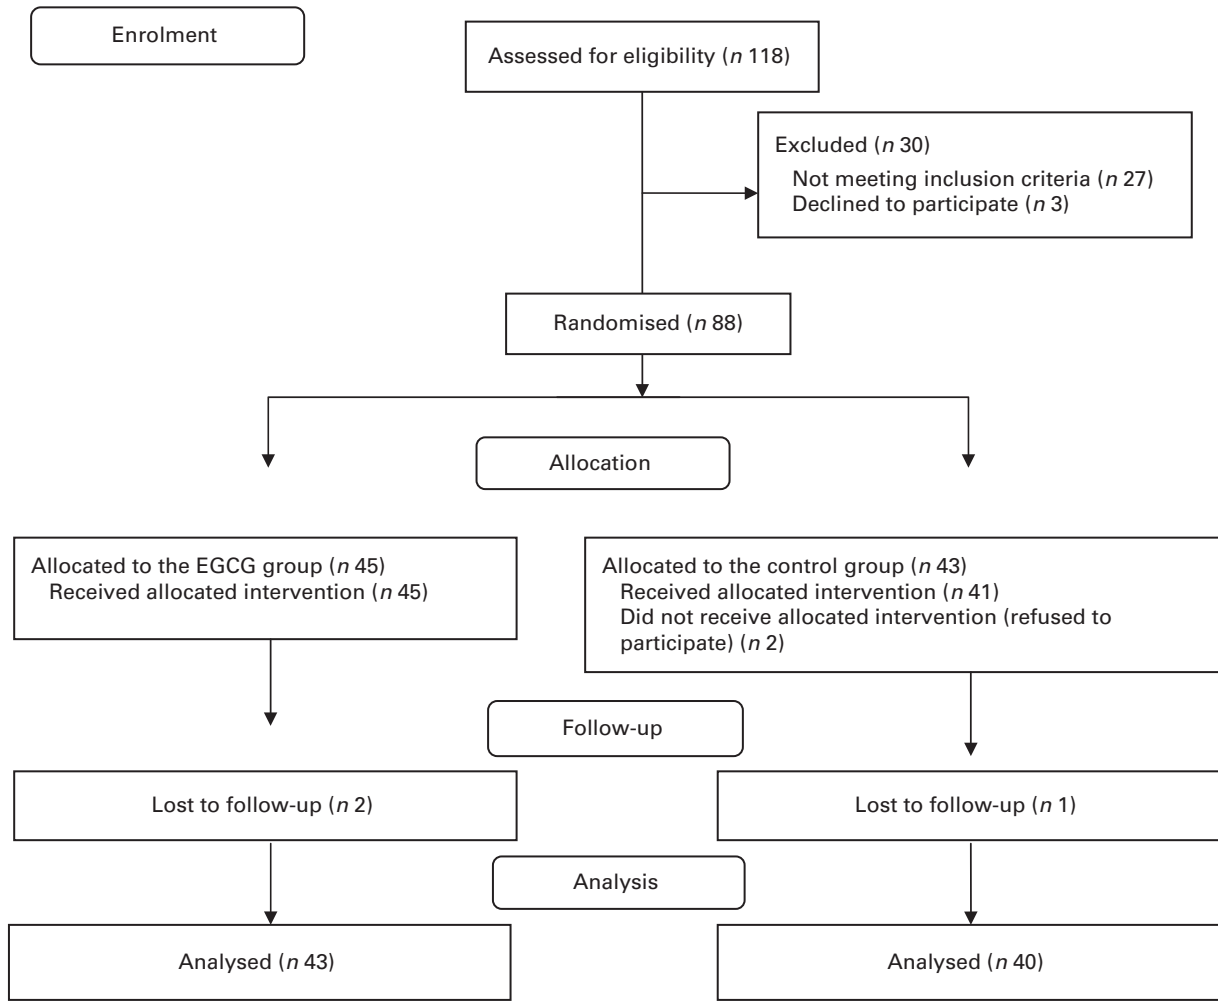 Enrolment
Assessed for eligibility (n 118)
Excluded (n 30)
Not meeting inclusion criteria (n 27)
Declined to participate (n 3)
Randomised (n 88)
Allocation
Allocated to the EGCG group (n 45)
Received allocated intervention (n 45)
Allocated to the control group (n 43)
Received allocated intervention (n 41)
Did not receive allocated intervention (refused to
participate) (n 2)
Follow-up
Lost to follow-up (n 2)
Lost to follow-up (n 1)
Analysis
Analysed (n 43)
Analysed (n 40)